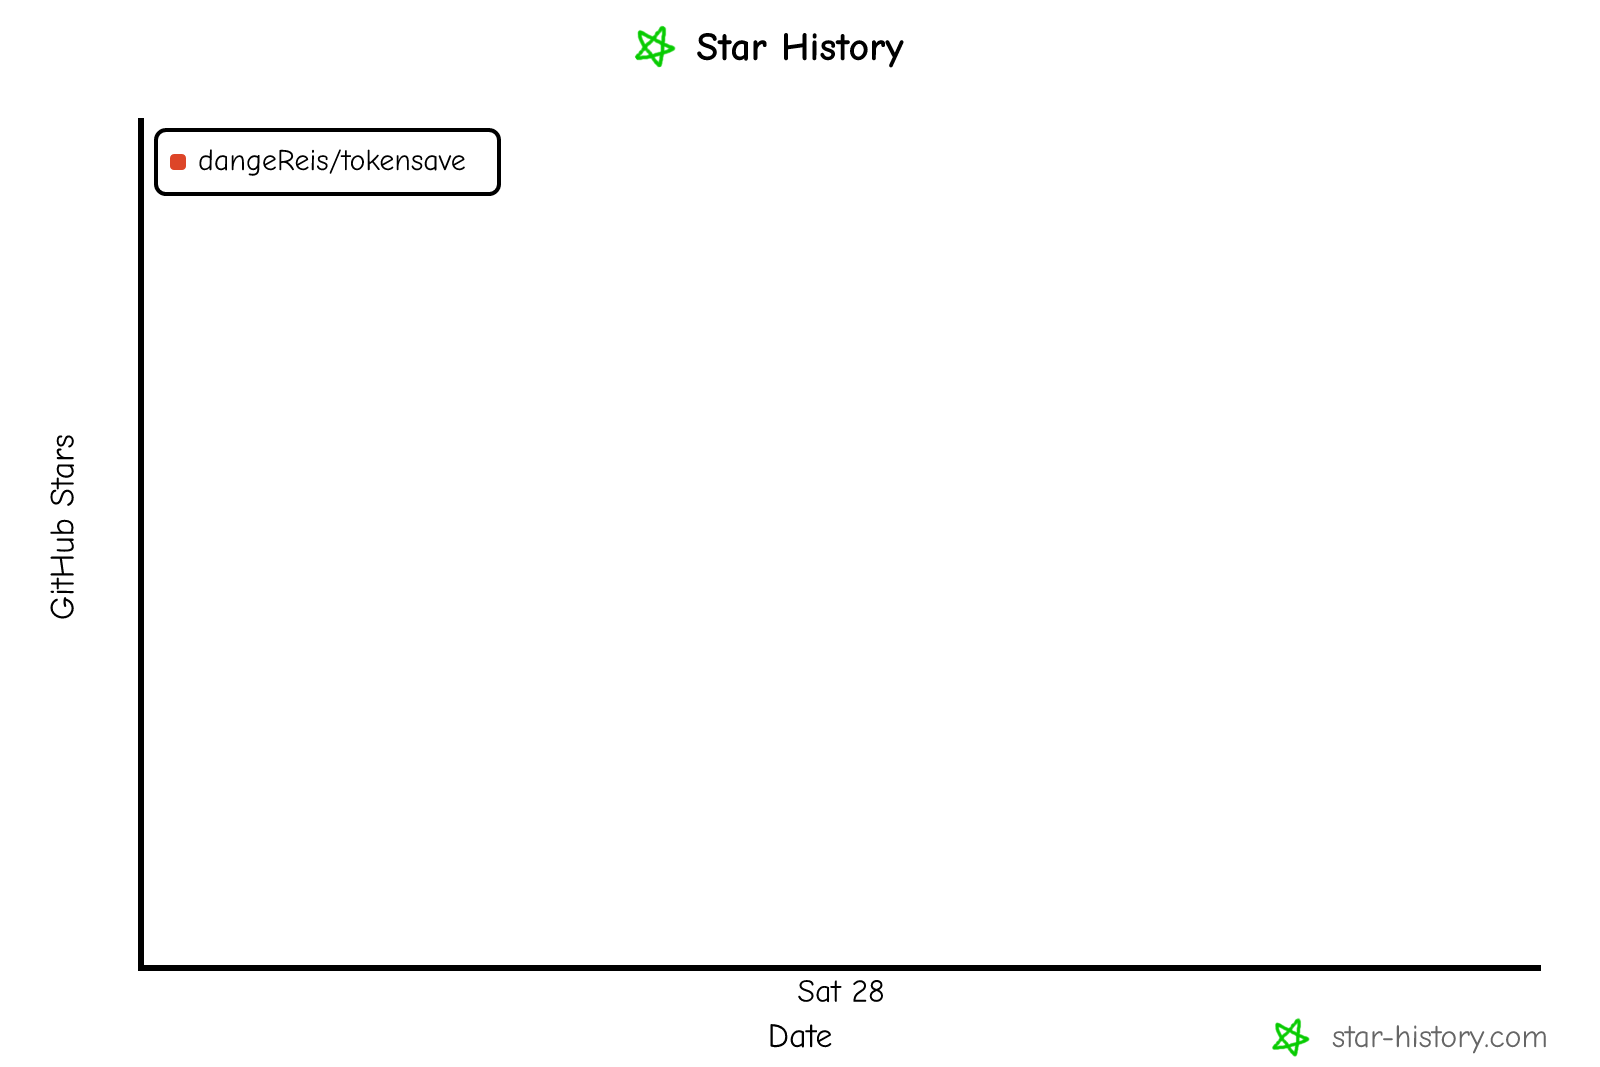 Star History
dangeReis/tokensave
GitHub Stars
Sat 28
Date
star-history.com